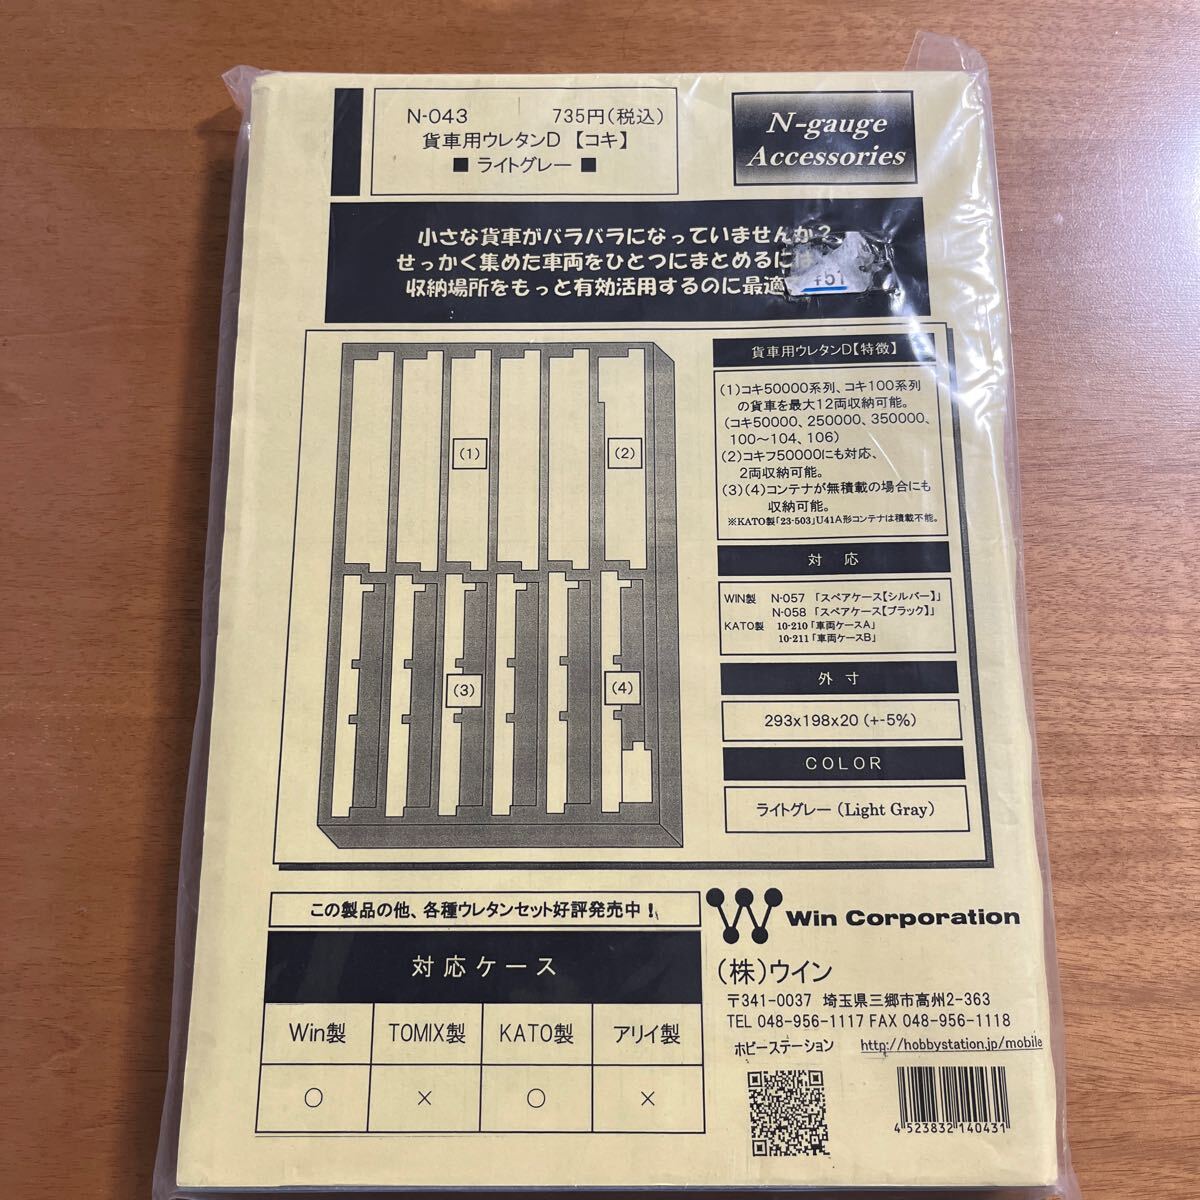 N-043 735円(税込)
貨車用ウレタンD【コキ】
■ ライトグレー ■
N-gauge
Accessories
小さな貨車がバラバラになっていませんか?
せっかく集めた車両をひとつにまとめるには
収納場所をもっと有効活用するのに最適
¥51
(1)
(2)
(3)
(4)
貨車用ウレタンD【特徴】
(1)コキ50000系列、コキ100系列
の貨車を最大12両収納可能。
(コキ50000、250000、350000、
100〜104、106)
(2)コキフ50000にも対応、
2両収納可能。
(3)(4)コンテナが無積載の場合にも
収納可能。
※KATO製「23-503」U41A形コンテナは積載不能。
対応
WIN製 N-057 「スペアケース【シルバー】」
N-058 「スペアケース【ブラック】」
KATO製 10-210「車両ケースA」
10-211「車両ケースB」
外寸
293x198x20 (+-5%)
COLOR
ライトグレー (Light Gray)
この製品の他、各種ウレタンセット好評発売中!
対応ケース
Win製 TOMIX製 KATO製 アリイ製
○ × ○ ×
Win Corporation
(株)ウイン
〒341-0037 埼玉県三郷市高州2-363
TEL 048-956-1117 FAX 048-956-1118
ホビーステーション http://hobbystation.jp/mobile
4 523832 140431